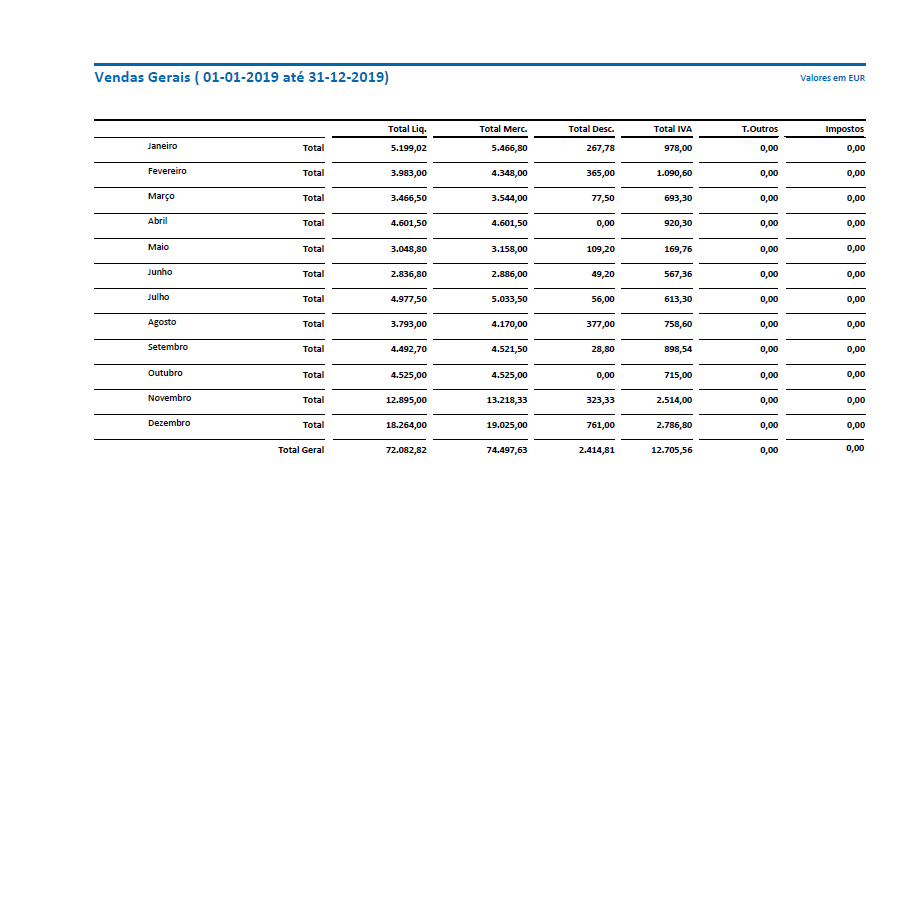 Vendas Gerais ( 01-01-2019 até 31-12-2019) Valores em EUR
Total Liq. Total Merc. Total Desc. Total IVA T.Outros Impostos
Janeiro Total 5.199,02 5.466,80 267,78 978,00 0,00 0,00
Fevereiro Total 3.983,00 4.348,00 365,00 1.090,60 0,00 0,00
Março Total 3.466,50 3.544,00 77,50 693,30 0,00 0,00
Abril Total 4.601,50 4.601,50 0,00 920,30 0,00 0,00
Maio Total 3.048,80 3.158,00 109,20 169,76 0,00 0,00
Junho Total 2.836,80 2.886,00 49,20 567,36 0,00 0,00
Julho Total 4.977,50 5.033,50 56,00 613,30 0,00 0,00
Agosto Total 3.793,00 4.170,00 377,00 758,60 0,00 0,00
Setembro Total 4.492,70 4.521,50 28,80 898,54 0,00 0,00
Outubro Total 4.525,00 4.525,00 0,00 715,00 0,00 0,00
Novembro Total 12.895,00 13.218,33 323,33 2.514,00 0,00 0,00
Dezembro Total 18.264,00 19.025,00 761,00 2.786,80 0,00 0,00
Total Geral 72.082,82 74.497,63 2.414,81 12.705,56 0,00 0,00